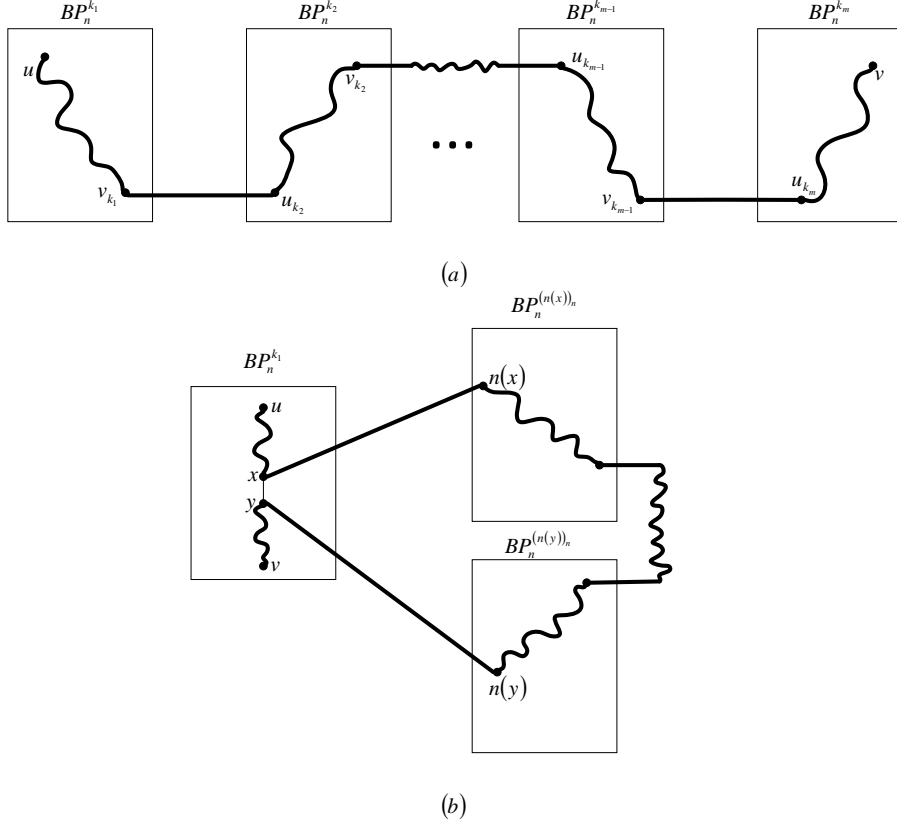 BP_n^{k_1} BP_n^{k_2} BP_n^{k_{m-1}} BP_n^{k_m}
u v_{k_2} u_{k_{m-1}} v
...
v_{k_1} u_{k_2} v_{k_{m-1}} u_{k_m}
(a)
BP_n^{(n(x))_n}
BP_n^{k_1}
n(x)
u
x
y
BP_n^{(n(y))_n}
v
n(y)
(b)